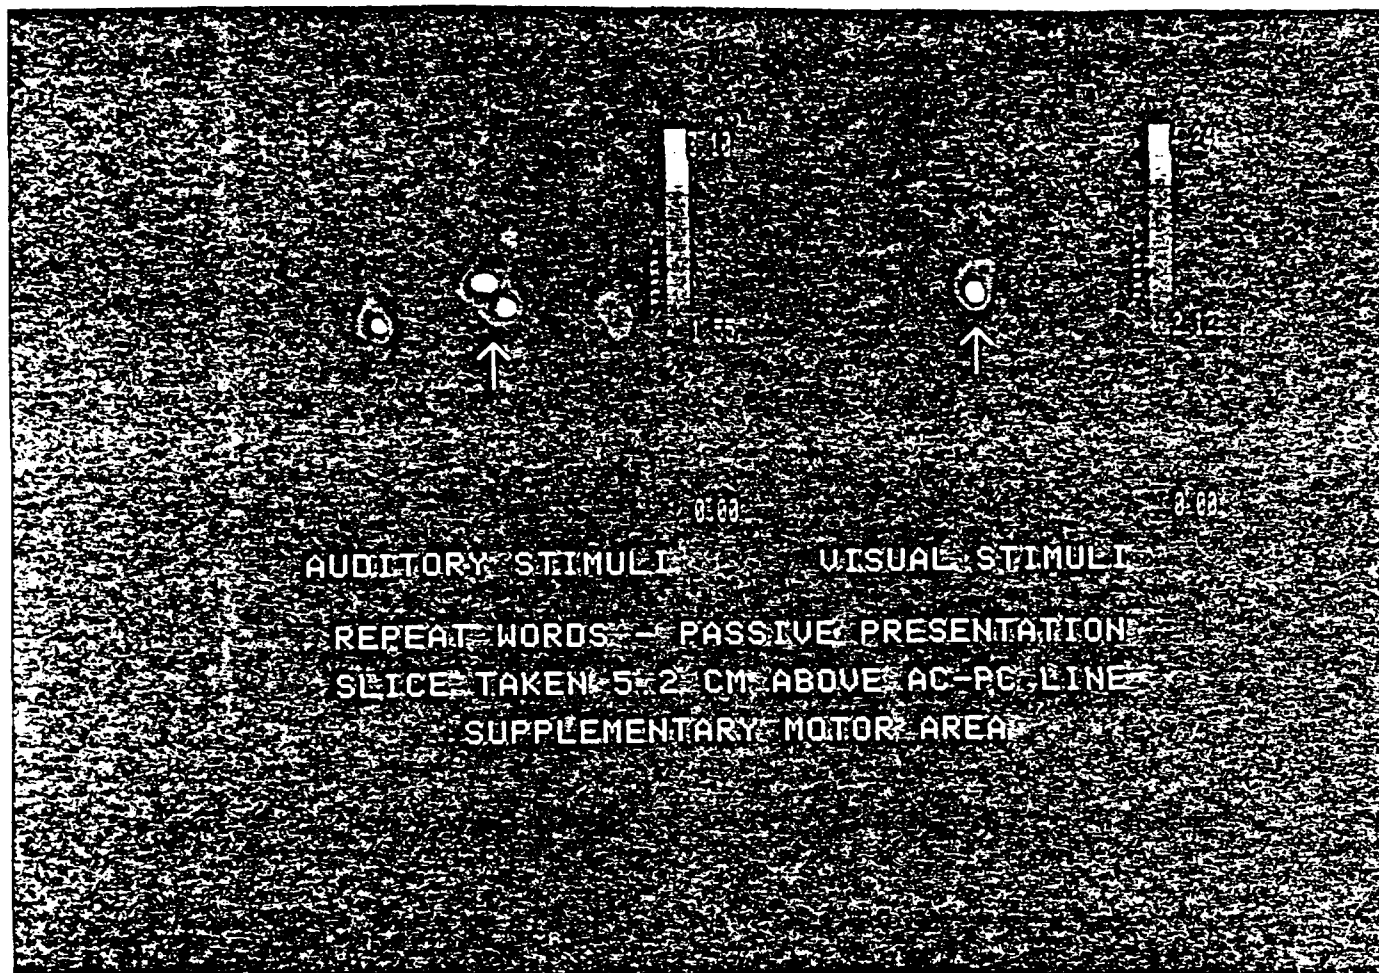 0.00
0.00
AUDITORY STIMULI VISUAL STIMULI
REPEAT WORDS - PASSIVE PRESENTATION
SLICE TAKEN 5.2 CM ABOVE AC-PC LINE
SUPPLEMENTARY MOTOR AREA